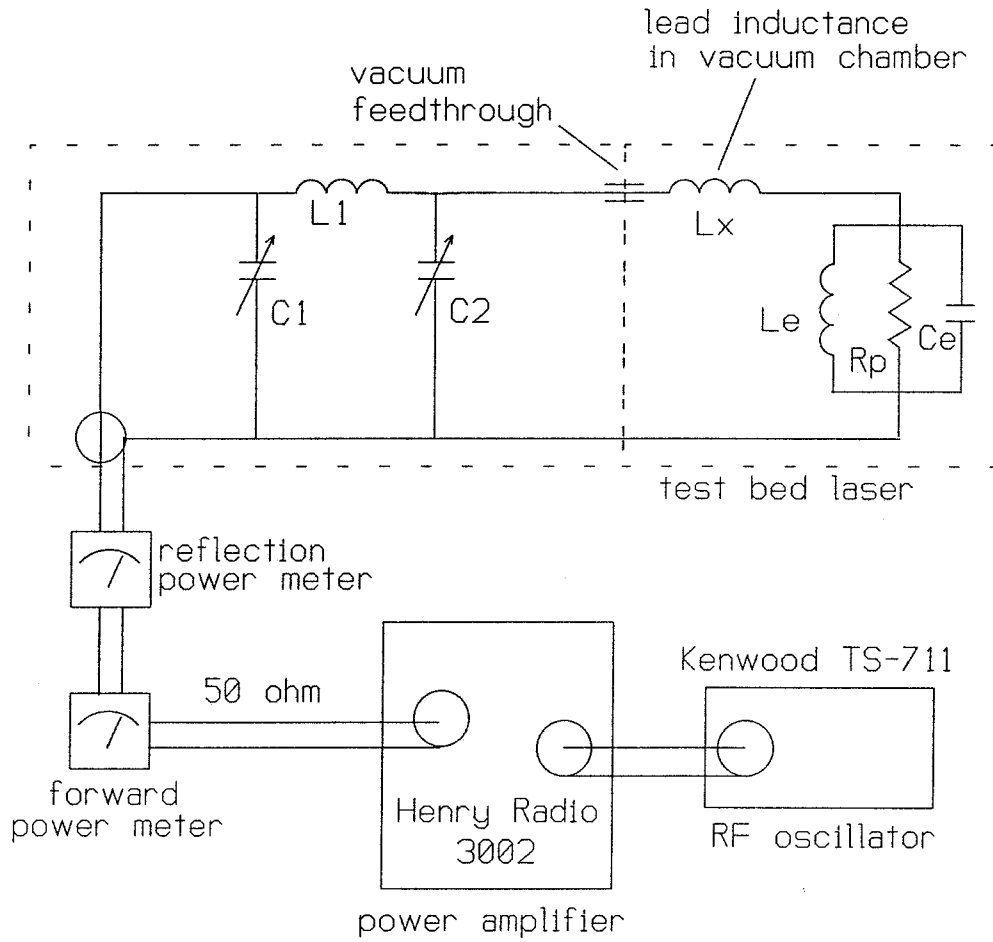 lead inductance
in vacuum chamber
vacuum
feedthrough
L1
Lx
C1
C2
Le
Rp
Ce
test bed laser
reflection
power meter
50 ohm
Kenwood TS-711
forward
power meter
Henry Radio
3002
RF oscillator
power amplifier